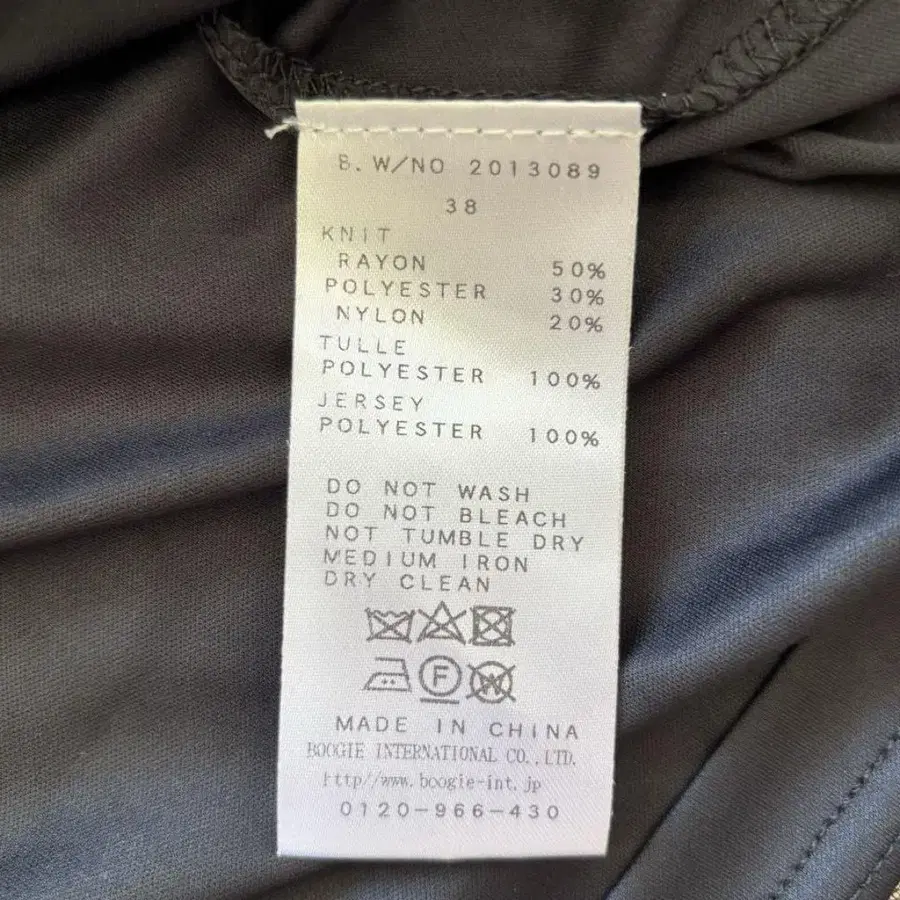 B. W/NO 2013089
38
KNIT
RAYON 50%
POLYESTER 30%
NYLON 20%
TULLE
POLYESTER 100%
JERSEY
POLYESTER 100%
DO NOT WASH
DO NOT BLEACH
NOT TUMBLE DRY
MEDIUM IRON
DRY CLEAN
F W
MADE IN CHINA
BOOGIE INTERNATIONAL CO.,LTD.
http//www.boogie-int.jp
0120-966-430